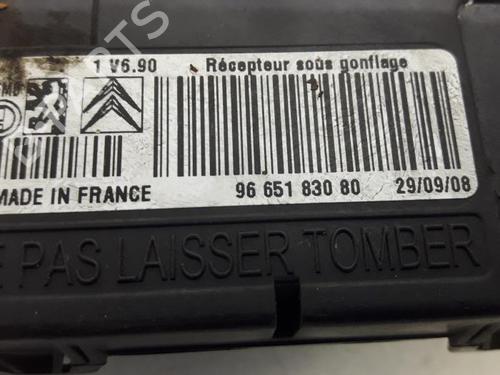 1 V6.90 Récepteur sous gonflage
MADE IN FRANCE 96 651 830 80 29/09/08
PAS LAISSER TOMBER